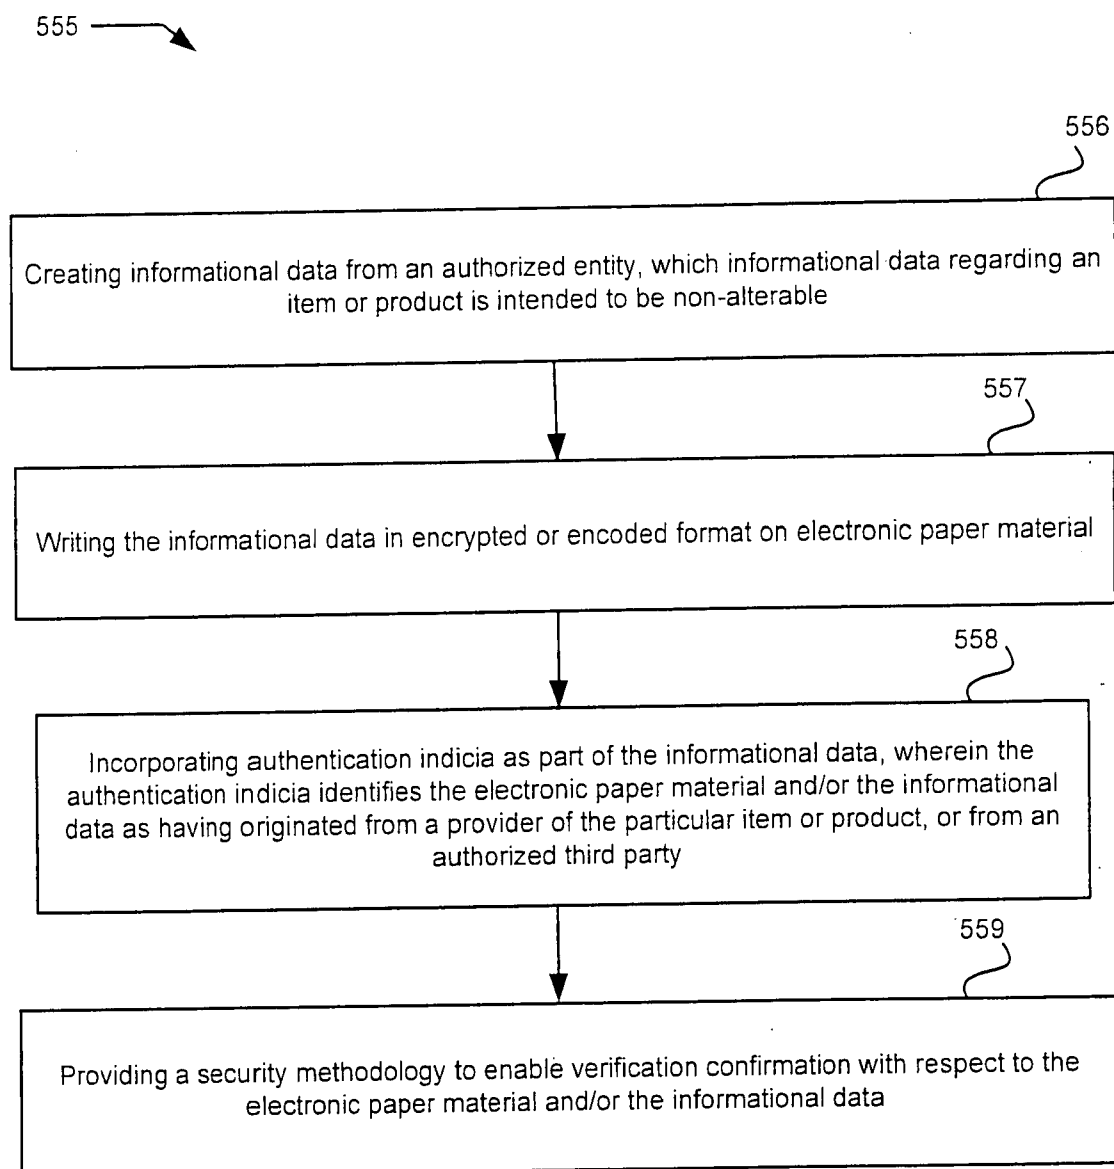 555
556
Creating informational data from an authorized entity, which informational data regarding an
item or product is intended to be non-alterable
557
Writing the informational data in encrypted or encoded format on electronic paper material
558
Incorporating authentication indicia as part of the informational data, wherein the
authentication indicia identifies the electronic paper material and/or the informational
data as having originated from a provider of the particular item or product, or from an
authorized third party
559
Providing a security methodology to enable verification confirmation with respect to the
electronic paper material and/or the informational data